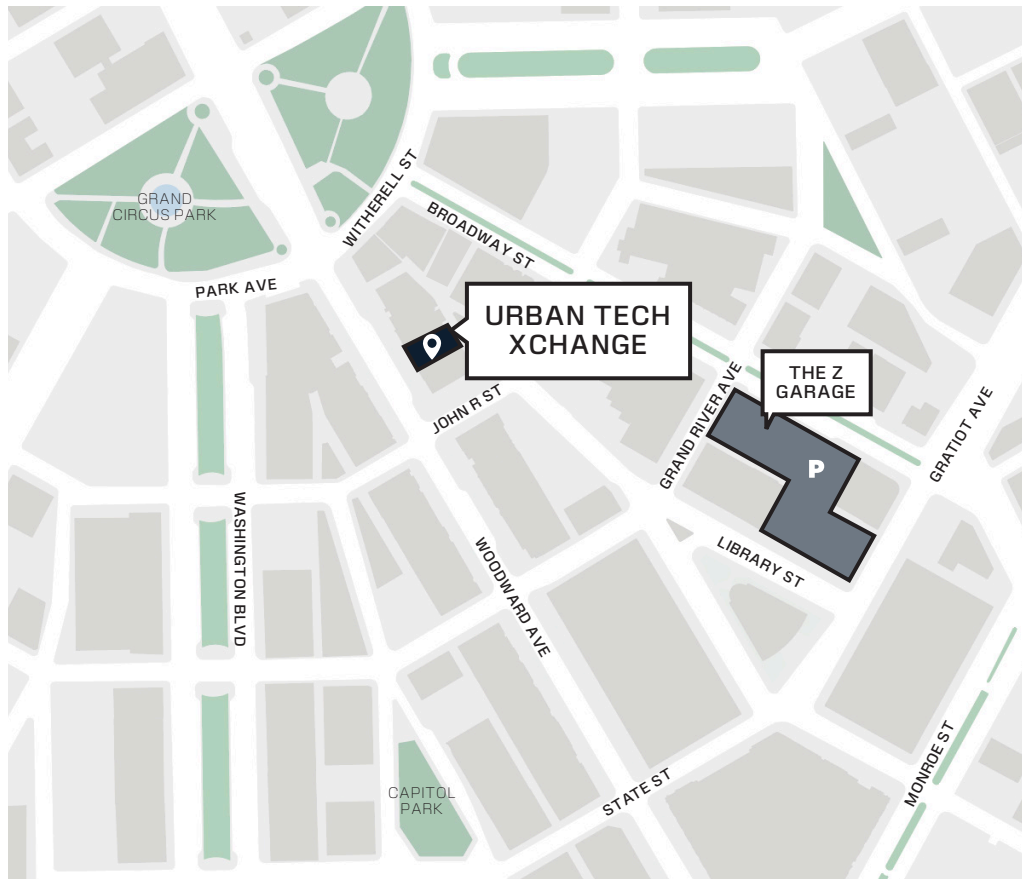 WITHERELL ST
BROADWAY ST
GRAND
CIRCUS PARK
PARK AVE
URBAN TECH
XCHANGE
THE Z
GARAGE
JOHN R ST
GRAND RIVER AVE
GRATIOT AVE
P
WASHINGTON BLVD
WOODWARD AVE
LIBRARY ST
MONROE ST
STATE ST
CAPITOL
PARK